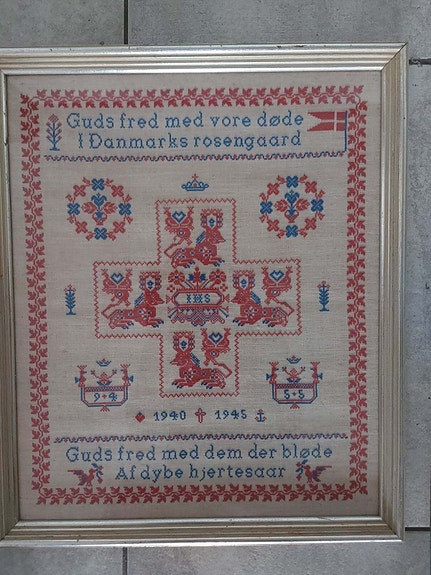 Guds fred med vore døde
I Danmarks rosengaard
IHS
9·4 5·5
1940 1945
Guds fred med dem der bløde
Af dybe hjertesaar